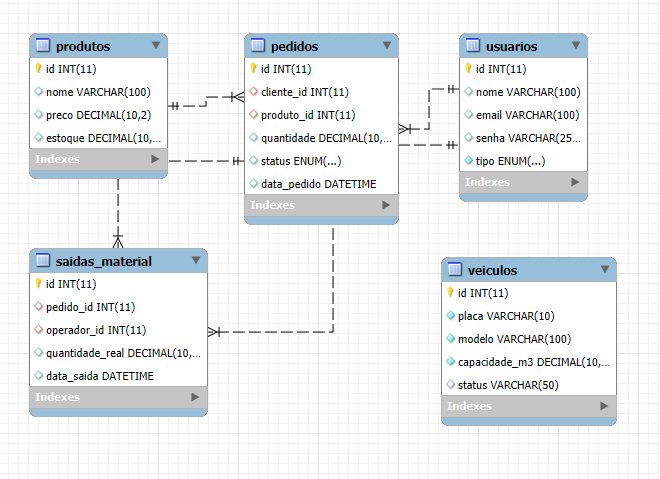 produtos
id INT(11)
nome VARCHAR(100)
preco DECIMAL(10,2)
estoque DECIMAL(10,...
Indexes
pedidos
id INT(11)
cliente_id INT(11)
produto_id INT(11)
quantidade DECIMAL(10,...
status ENUM(...)
data_pedido DATETIME
Indexes
usuarios
id INT(11)
nome VARCHAR(100)
email VARCHAR(100)
senha VARCHAR(25...
tipo ENUM(...)
Indexes
saidas_material
id INT(11)
pedido_id INT(11)
operador_id INT(11)
quantidade_real DECIMAL(10,...
data_saida DATETIME
Indexes
veiculos
id INT(11)
placa VARCHAR(10)
modelo VARCHAR(100)
capacidade_m3 DECIMAL(10,...
status VARCHAR(50)
Indexes